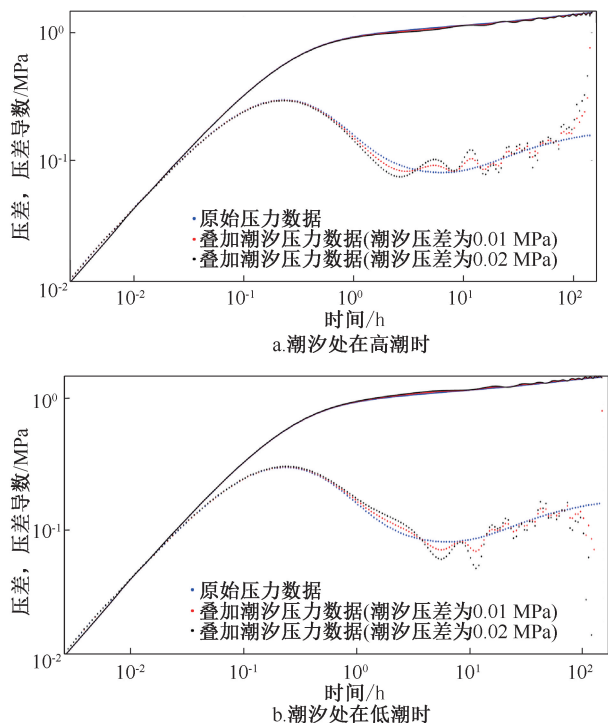 压差，压差导数/MPa
10⁰
10⁻¹
10⁻²
•原始压力数据
•叠加潮汐压力数据(潮汐压差为0.01 MPa)
•叠加潮汐压力数据(潮汐压差为0.02 MPa)
10⁻² 10⁻¹ 10⁰ 10¹ 10²
时间/h
a.潮汐处在高潮时
压差，压差导数/MPa
10⁰
10⁻¹
10⁻²
•原始压力数据
•叠加潮汐压力数据(潮汐压差为0.01 MPa)
•叠加潮汐压力数据(潮汐压差为0.02 MPa)
10⁻² 10⁻¹ 10⁰ 10¹ 10²
时间/h
b.潮汐处在低潮时